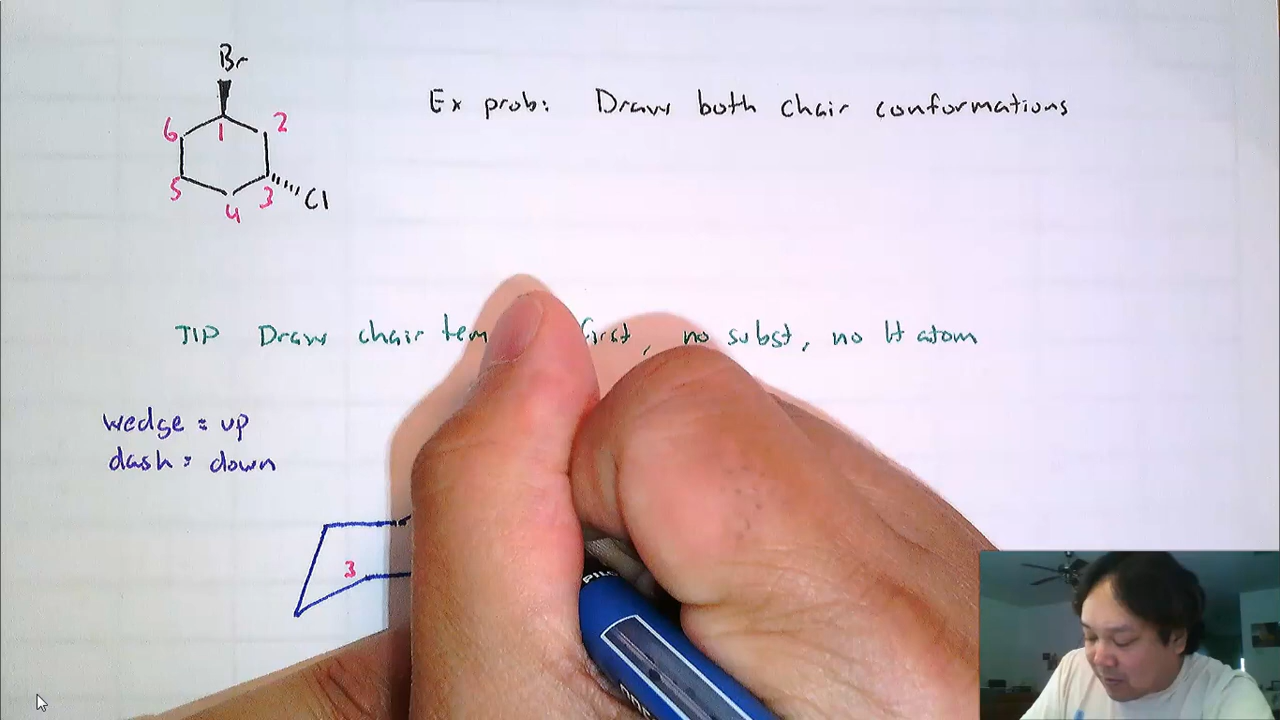 Br
6 1 2
5 4 3 Cl
Ex prob: Draw both chair conformations
TIP Draw chair tem first, no subst, no H atom
wedge = up
dash = down
3
PILO